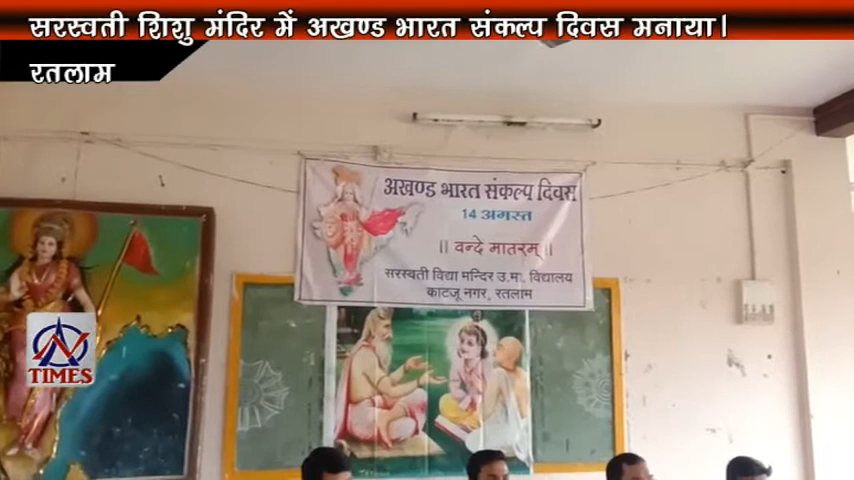 सरस्वती शिशु मंदिर में अखण्ड भारत संकल्प दिवस मनाया।
रतलाम
अखण्ड भारत संकल्प दिवस
14 अगस्त
॥ वन्दे मातरम् ॥
सरस्वती विद्या मन्दिर उ.मा. विद्यालय
काटजू नगर, रतलाम
TIMES